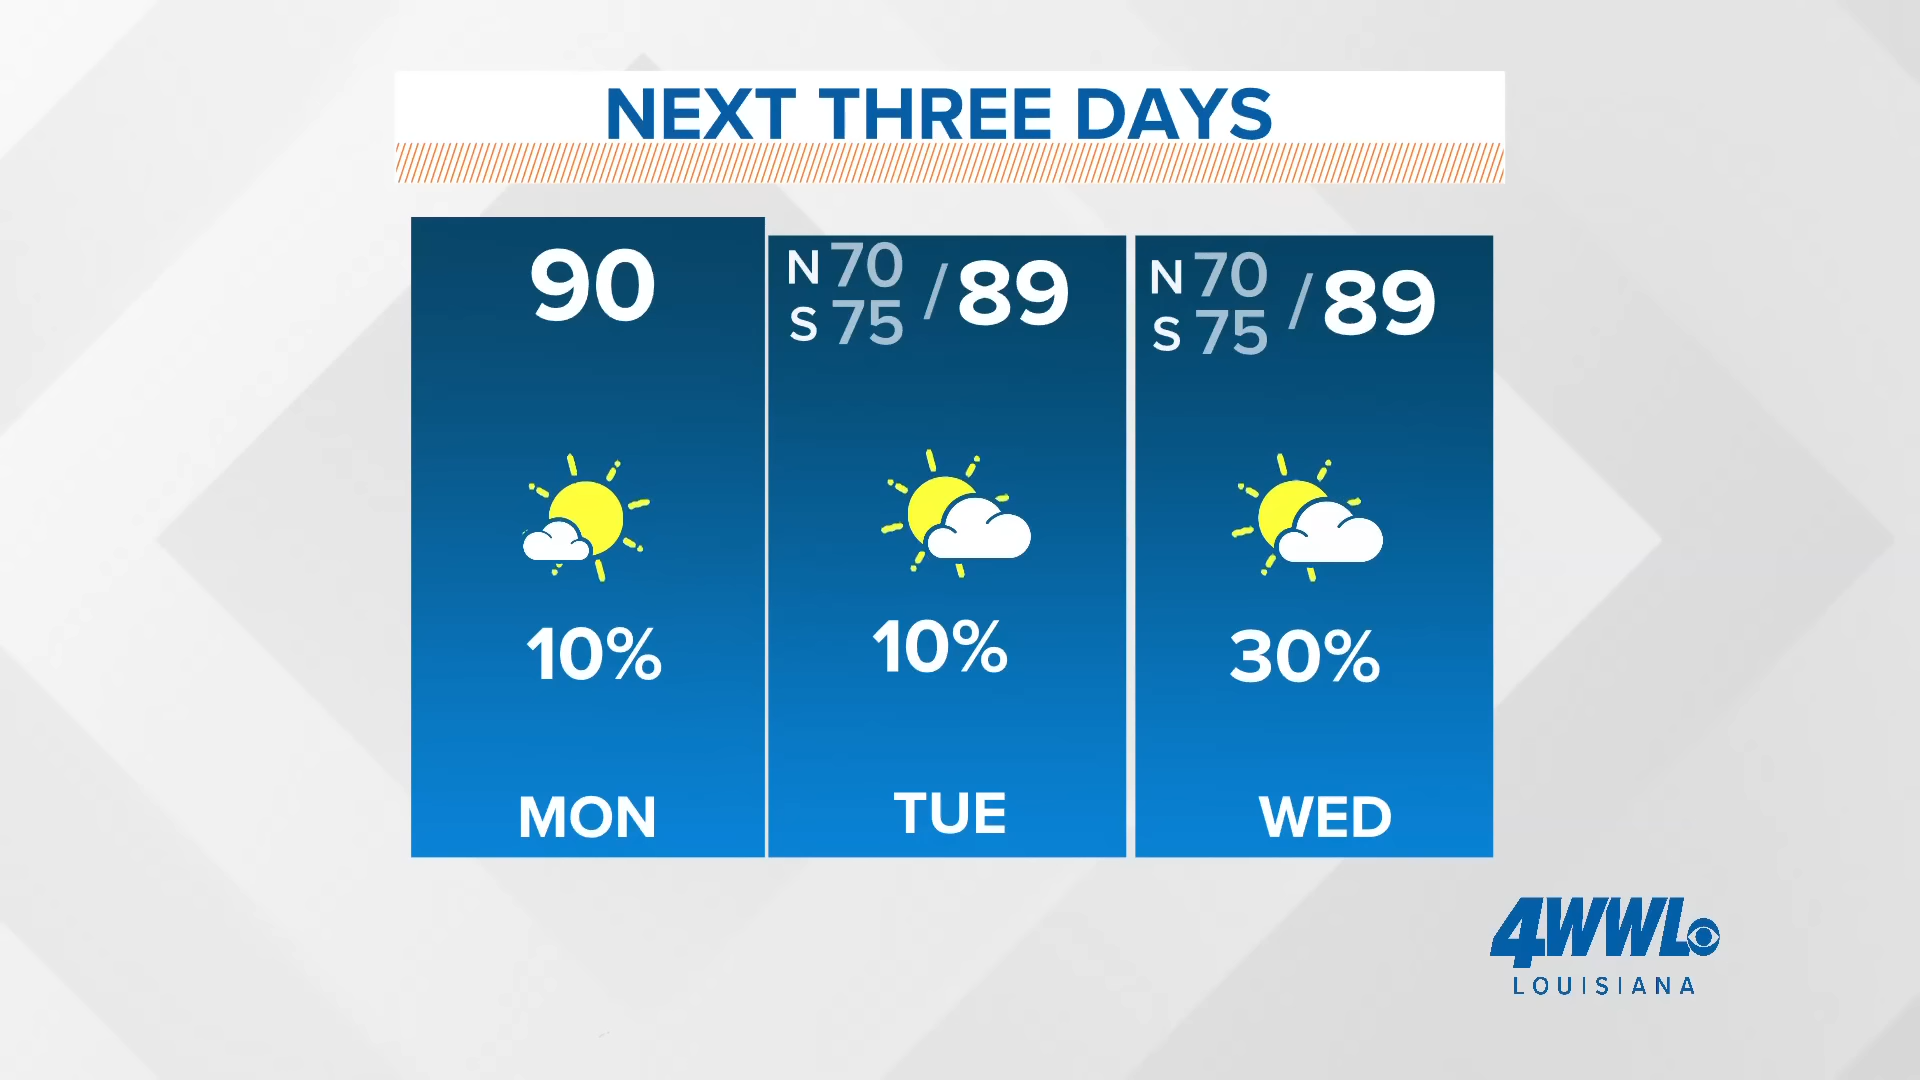 NEXT THREE DAYS
90
10%
MON
N 70
S 75
/ 89
10%
TUE
N 70
S 75
/ 89
30%
WED
4WWL
LOUISIANA